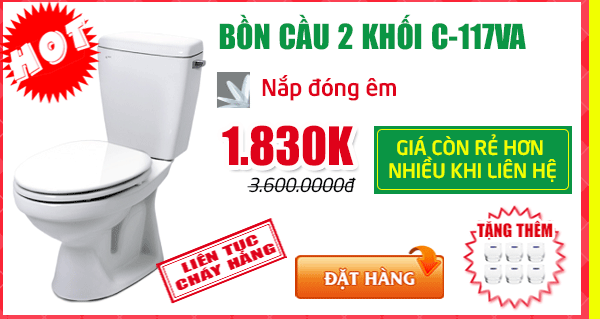 HOT
BỒN CẦU 2 KHỐI C-117VA
Nắp đóng êm
1.830K
3.600.0000đ
GIÁ CÒN RẺ HƠN
NHIỀU KHI LIÊN HỆ
LIÊN TỤC
CHÁY HÀNG
ĐẶT HÀNG
TẶNG THÊM